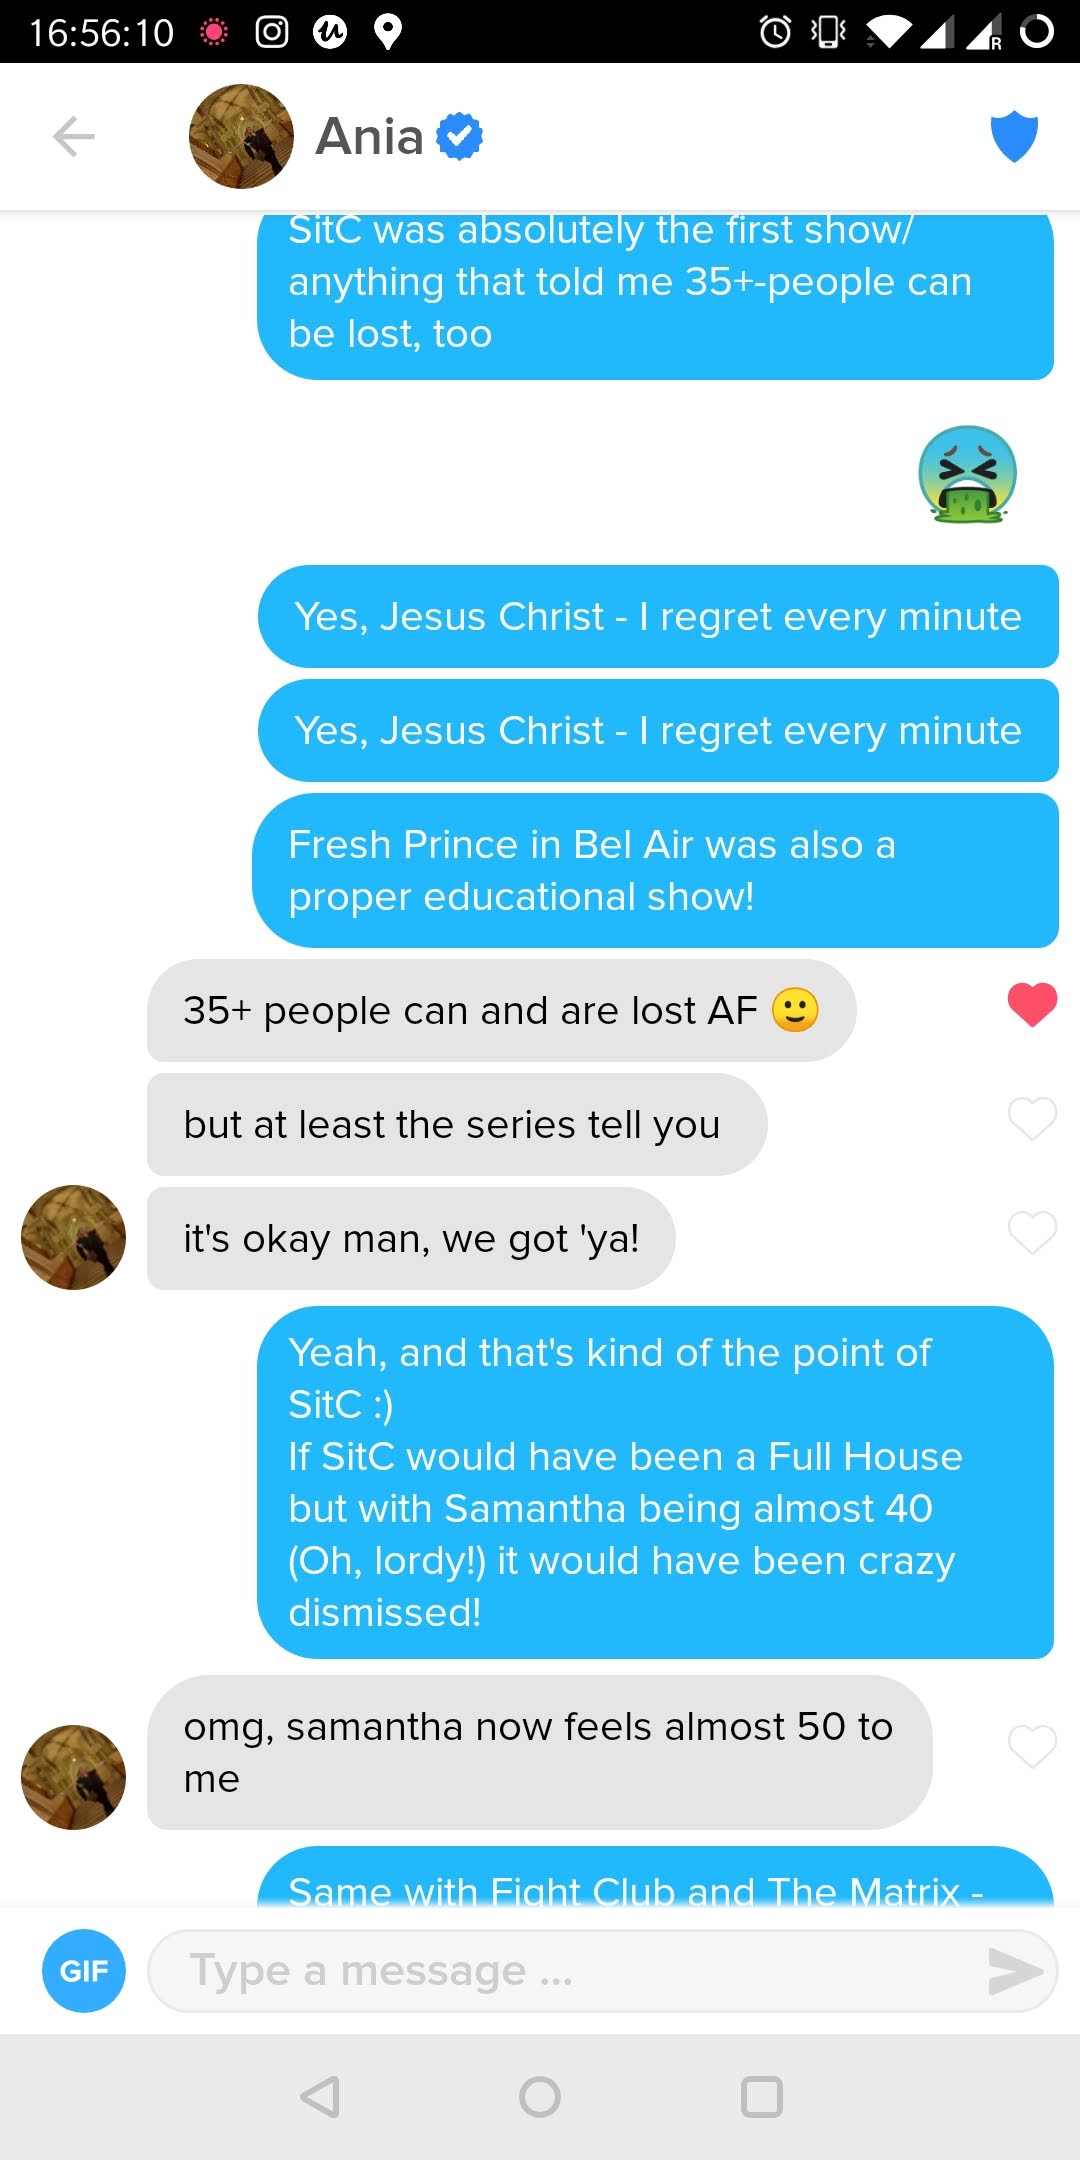 16:56:10
R
Ania
SitC was absolutely the first show/
anything that told me 35+-people can
be lost, too
Yes, Jesus Christ - I regret every minute
Yes, Jesus Christ - I regret every minute
Fresh Prince in Bel Air was also a
proper educational show!
35+ people can and are lost AF 🙂
but at least the series tell you
it's okay man, we got 'ya!
Yeah, and that's kind of the point of
SitC :)
If SitC would have been a Full House
but with Samantha being almost 40
(Oh, lordy!) it would have been crazy
dismissed!
omg, samantha now feels almost 50 to
me
Same with Fight Club and The Matrix -
GIF
Type a message ...